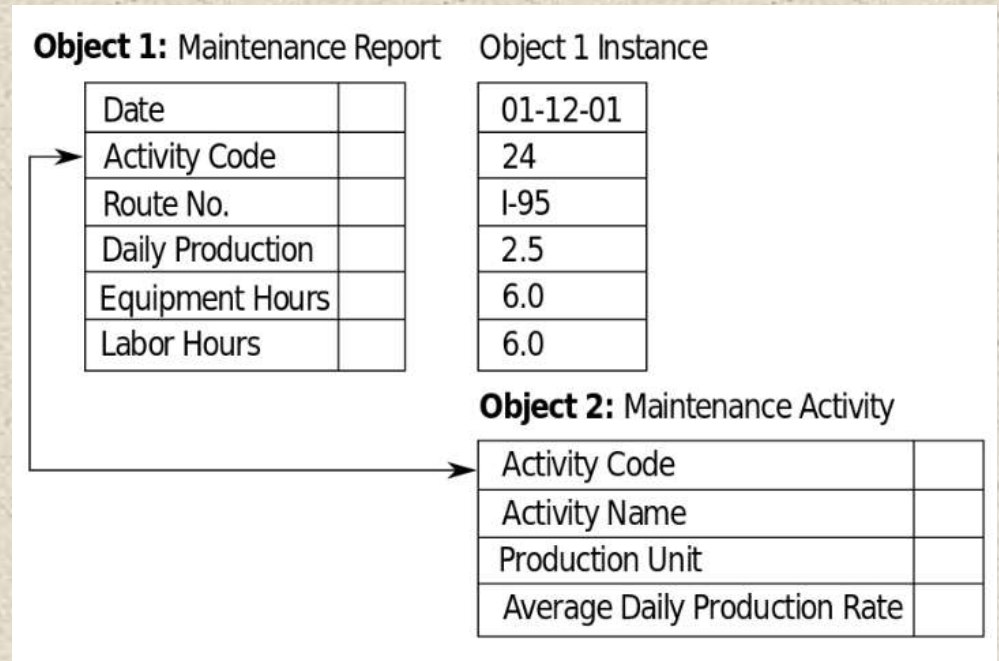 Object 1: Maintenance Report
Object 1 Instance
Date
01-12-01
Activity Code
24
Route No.
I-95
Daily Production
2.5
Equipment Hours
6.0
Labor Hours
6.0
Object 2: Maintenance Activity
Activity Code
Activity Name
Production Unit
Average Daily Production Rate